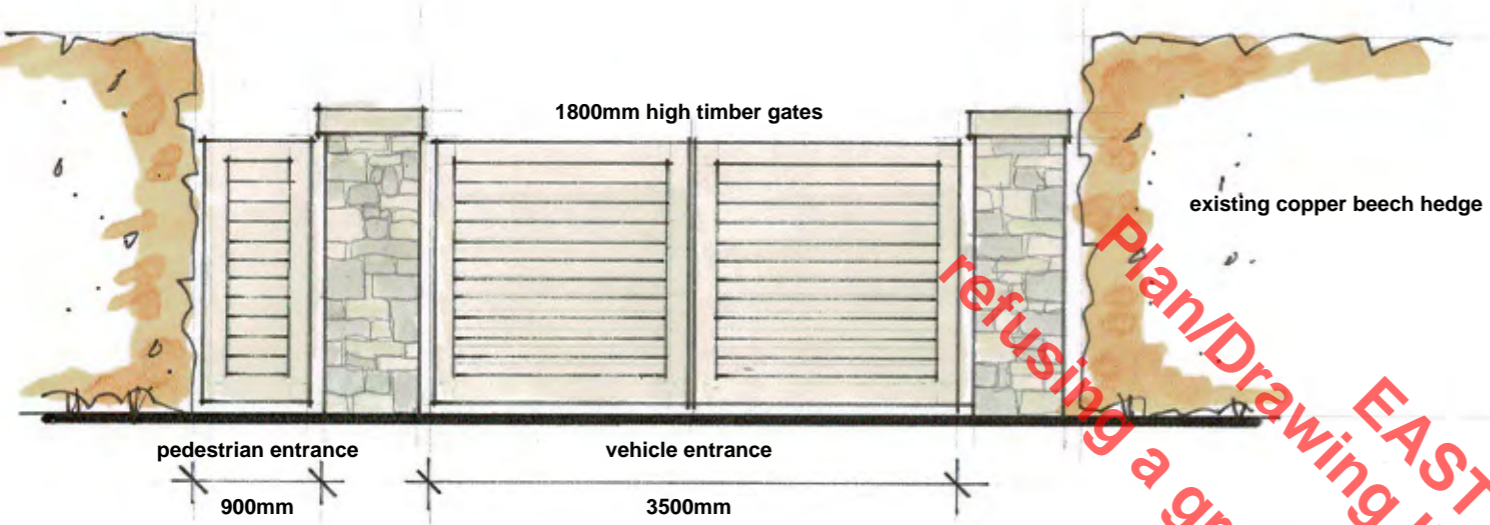 1800mm high timber gates
existing copper beech hedge
pedestrian entrance
vehicle entrance
900mm
3500mm
EAST
Plan/Drawing
refusing a